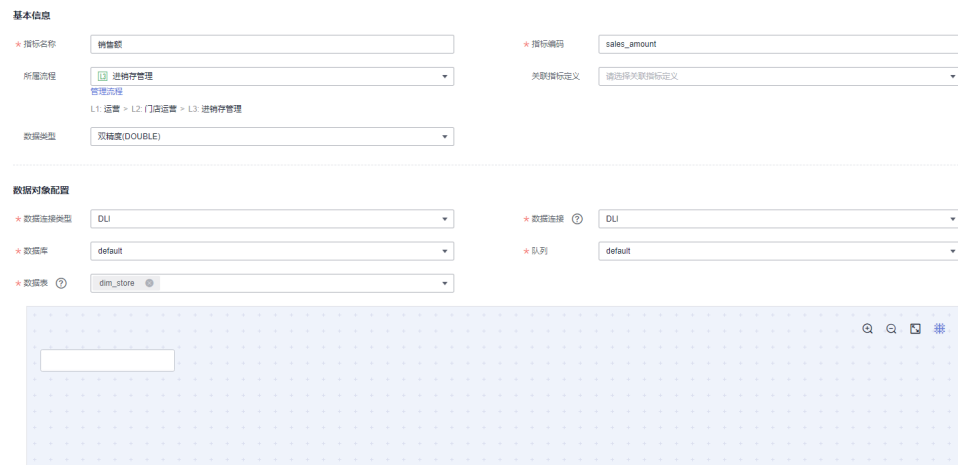 基本信息
* 指标名称 销售额 * 指标编码 sales_amount
所属流程 L3 进销存管理 关联指标定义 请选择关联指标定义
管理流程
L1: 运营 > L2: 门店运营 > L3: 进销存管理
数据类型 双精度(DOUBLE)
数据对象配置
* 数据连接类型 DLI * 数据连接 ? DLI
* 数据库 default * 队列 default
* 数据表 ? dim_store